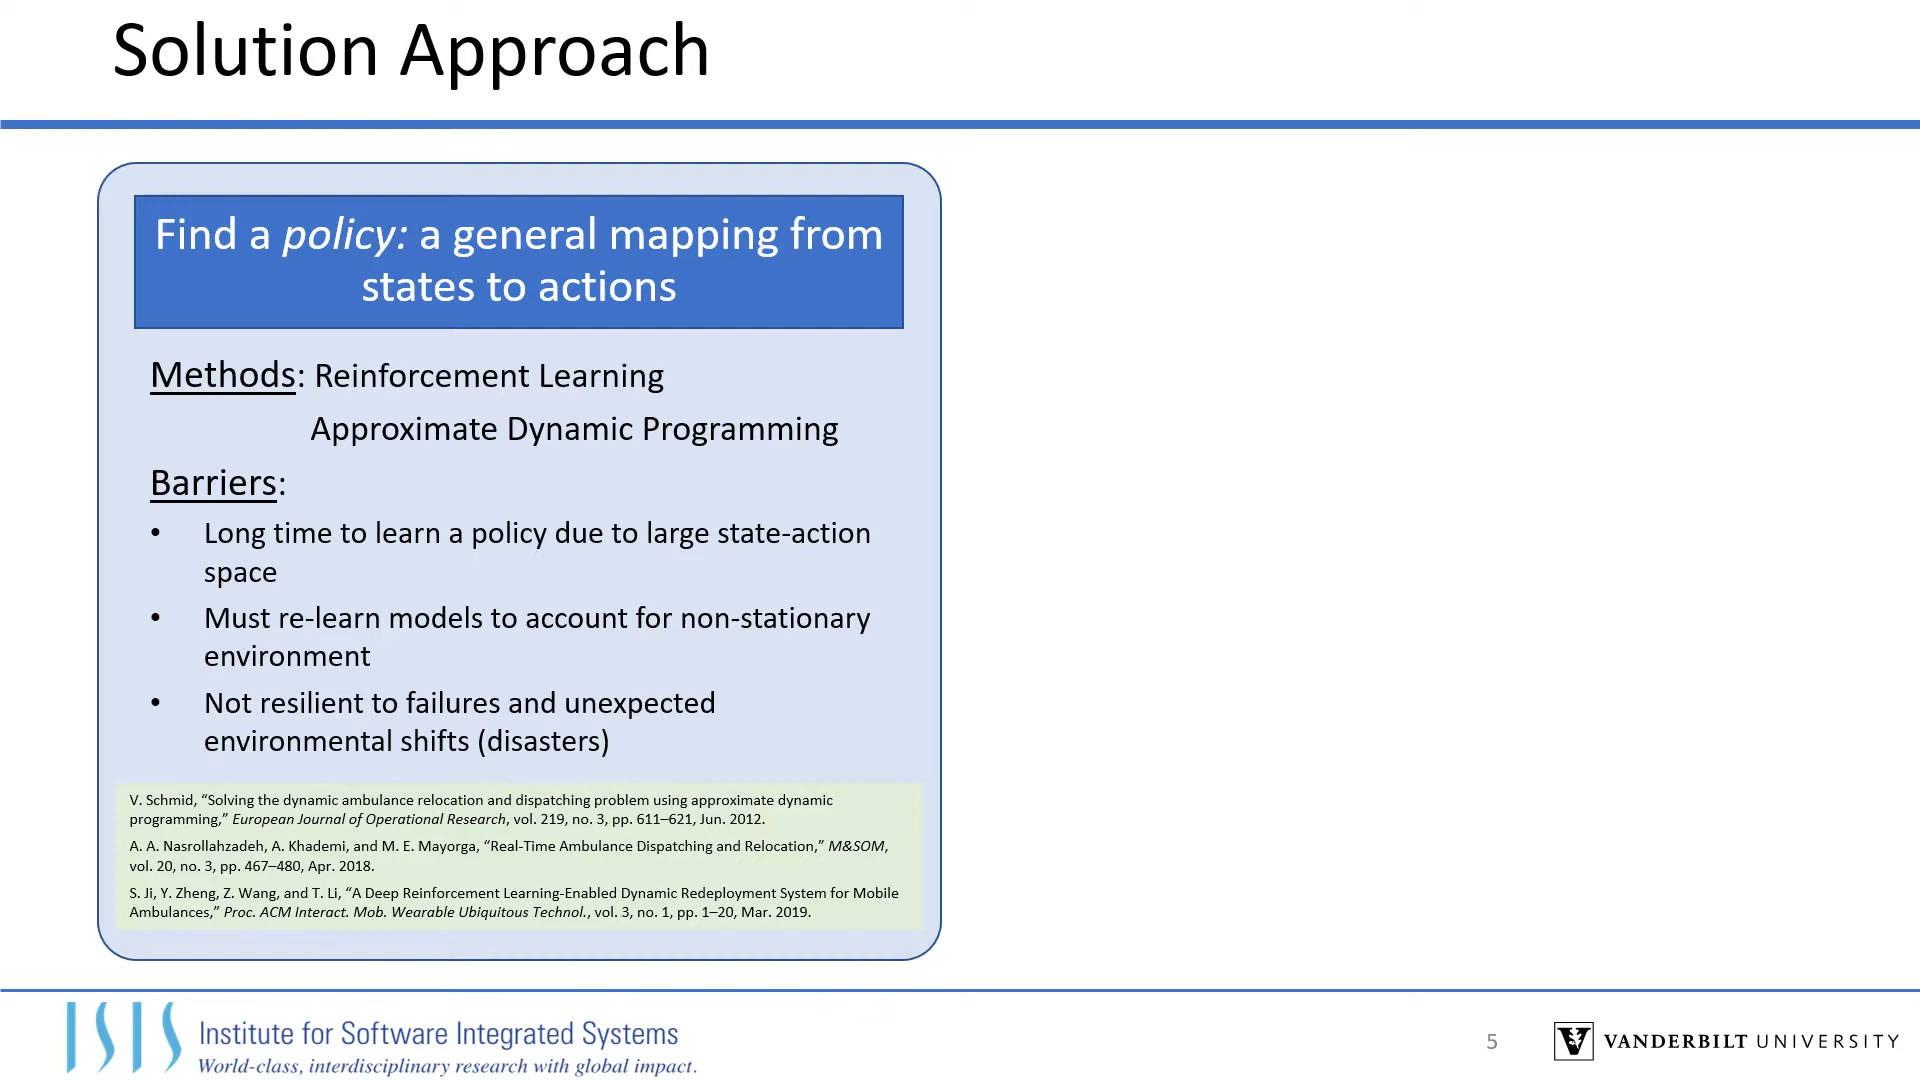 Solution Approach
Find a policy: a general mapping from
states to actions
Methods: Reinforcement Learning
Approximate Dynamic Programming
Barriers:
• Long time to learn a policy due to large state-action
space
• Must re-learn models to account for non-stationary
environment
• Not resilient to failures and unexpected
environmental shifts (disasters)
V. Schmid, “Solving the dynamic ambulance relocation and dispatching problem using approximate dynamic
programming,” European Journal of Operational Research, vol. 219, no. 3, pp. 611–621, Jun. 2012.
A. A. Nasrollahzadeh, A. Khademi, and M. E. Mayorga, “Real-Time Ambulance Dispatching and Relocation,” M&SOM,
vol. 20, no. 3, pp. 467–480, Apr. 2018.
S. Ji, Y. Zheng, Z. Wang, and T. Li, “A Deep Reinforcement Learning-Enabled Dynamic Redeployment System for Mobile
Ambulances,” Proc. ACM Interact. Mob. Wearable Ubiquitous Technol., vol. 3, no. 1, pp. 1–20, Mar. 2019.
ISIS Institute for Software Integrated Systems
World-class, interdisciplinary research with global impact.
5
V VANDERBILT UNIVERSITY